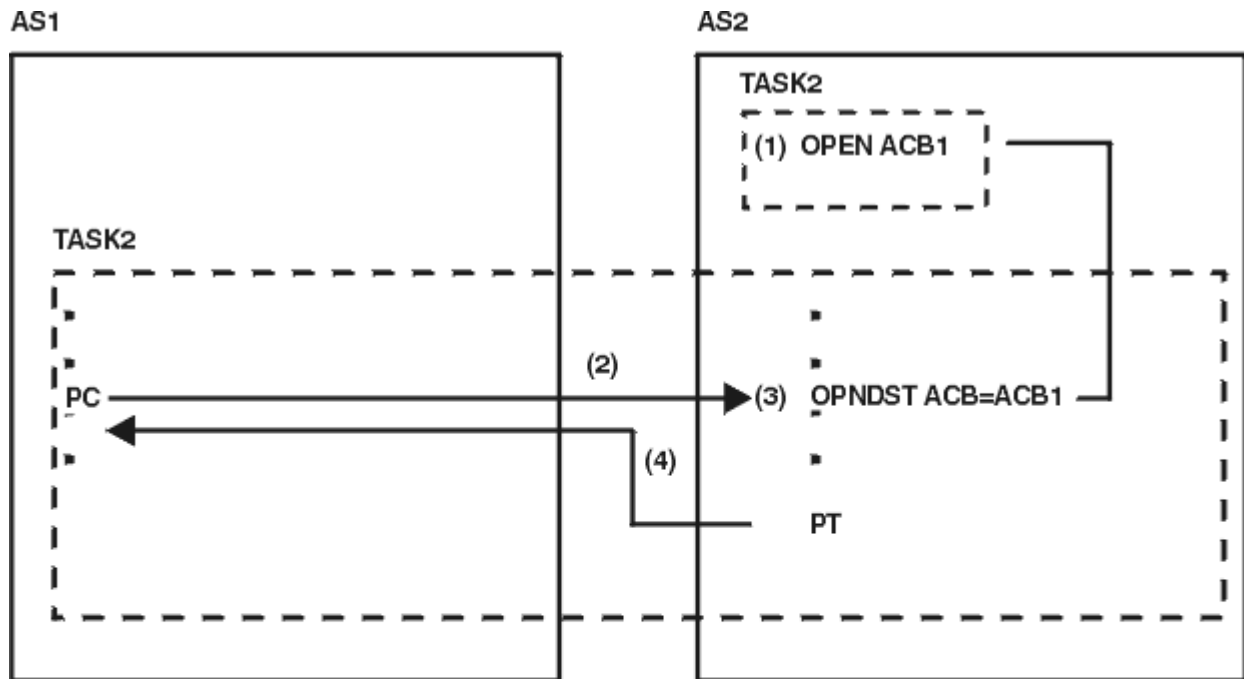 AS1
AS2
TASK2
(1) OPEN ACB1
TASK2
(2)
PC
(3) OPNDST ACB=ACB1
(4)
PT